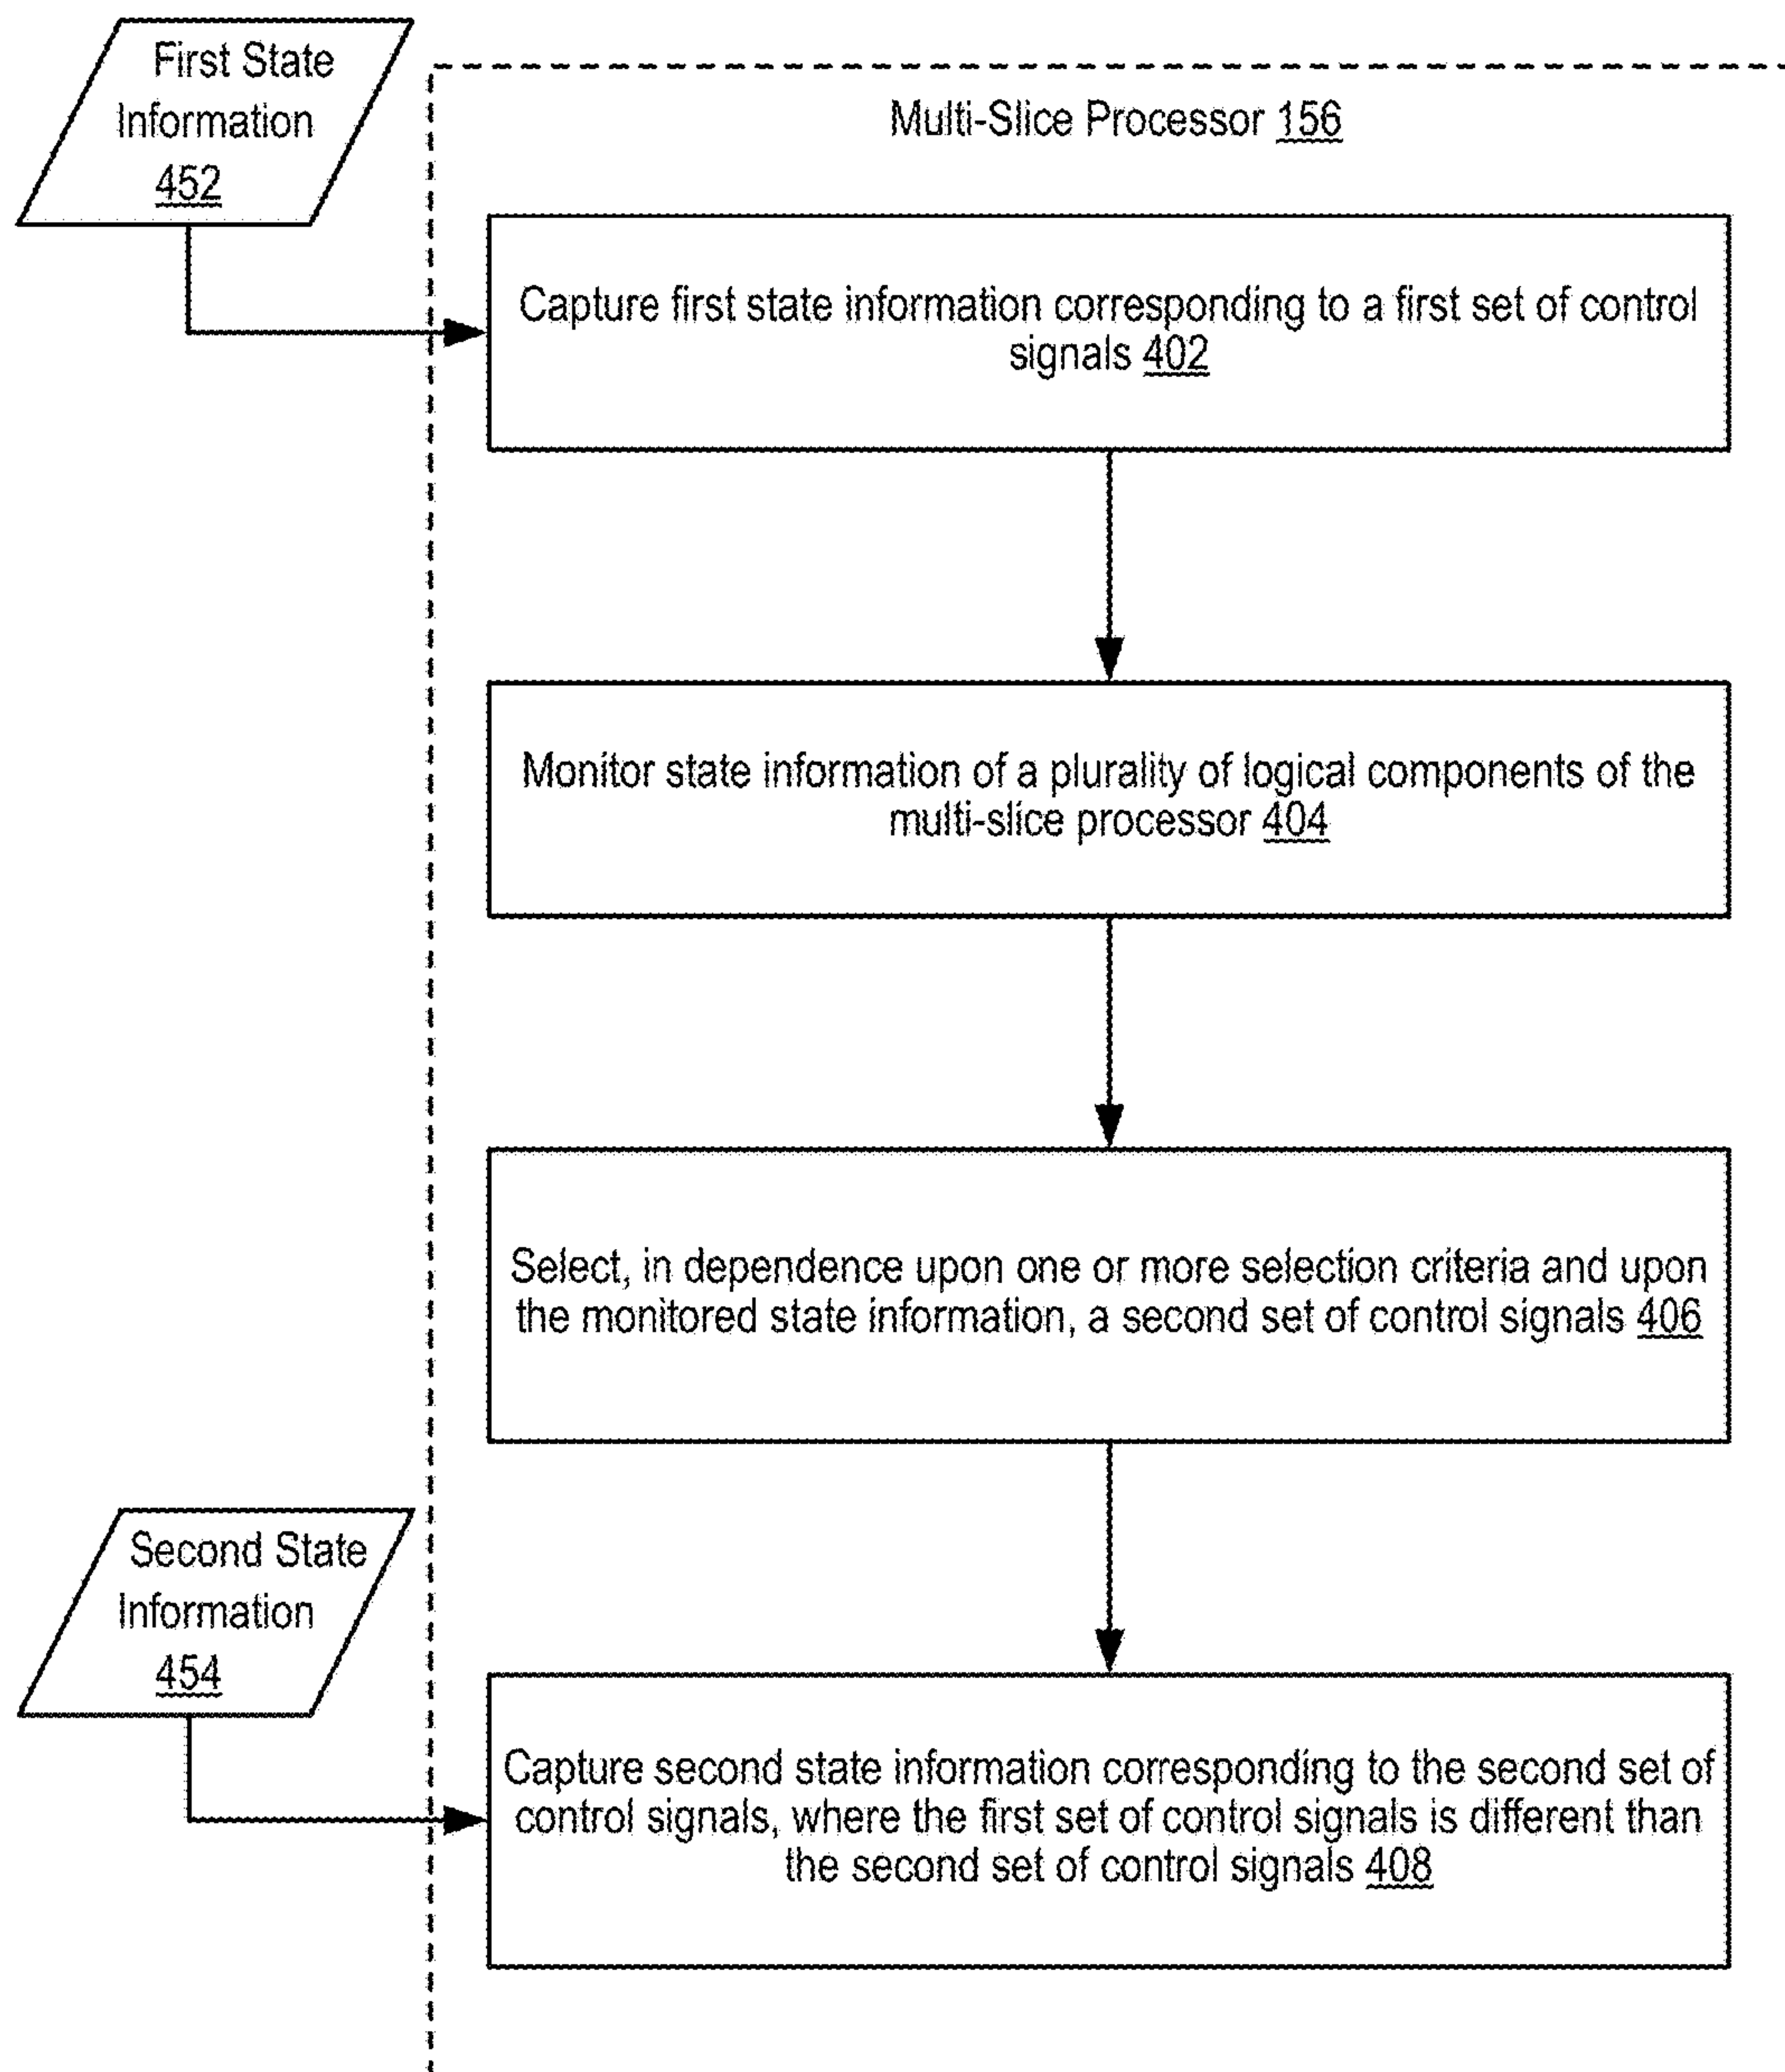 First State
Information
452
Multi-Slice Processor 156
Capture first state information corresponding to a first set of control
signals 402
Monitor state information of a plurality of logical components of the
multi-slice processor 404
Select, in dependence upon one or more selection criteria and upon
the monitored state information, a second set of control signals 406
Second State
Information
454
Capture second state information corresponding to the second set of
control signals, where the first set of control signals is different than
the second set of control signals 408